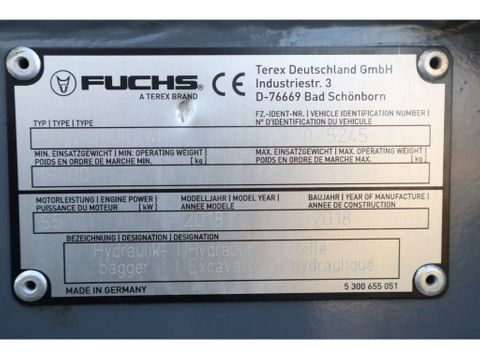 FUCHS® CE
A TEREX BRAND
Terex Deutschland GmbH
Industriestr. 3
D-76669 Bad Schönborn
TYP | TYPE | TYPE
FZ.-IDENT-NR. | VEHICLE IDENTIFICATION NUMBER |
N° D'IDENTIFICATION DU VÉHICULE
MIN. EINSATZGEWICHT | MIN. OPERATING WEIGHT |
POIDS EN ORDRE DE MARCHE MIN. [kg]
MAX. EINSATZGEWICHT | MAX. OPERATING WEIGHT |
POIDS EN ORDRE DE MARCHE MAX. [kg]
MOTORLEISTUNG | ENGINE POWER |
PUISSANCE DU MOTEUR [kW]
MODELLJAHR | MODEL YEAR |
ANNEE MODELE
BAUJAHR | YEAR OF MANUFACTURE |
ANNEE DE CONSTRUCTION
95 2018
BEZEICHNUNG | DESIGNATION | DESIGNATION
Hydraulik-
bagger Hydraulique
MADE IN GERMANY 5 300 655 051